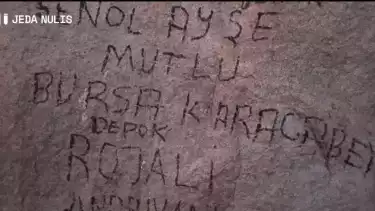 JEDA NULIS
ŞENOL AYŞE
MUTLU
BURSA KARACABEY
DEPOK
ROJALI